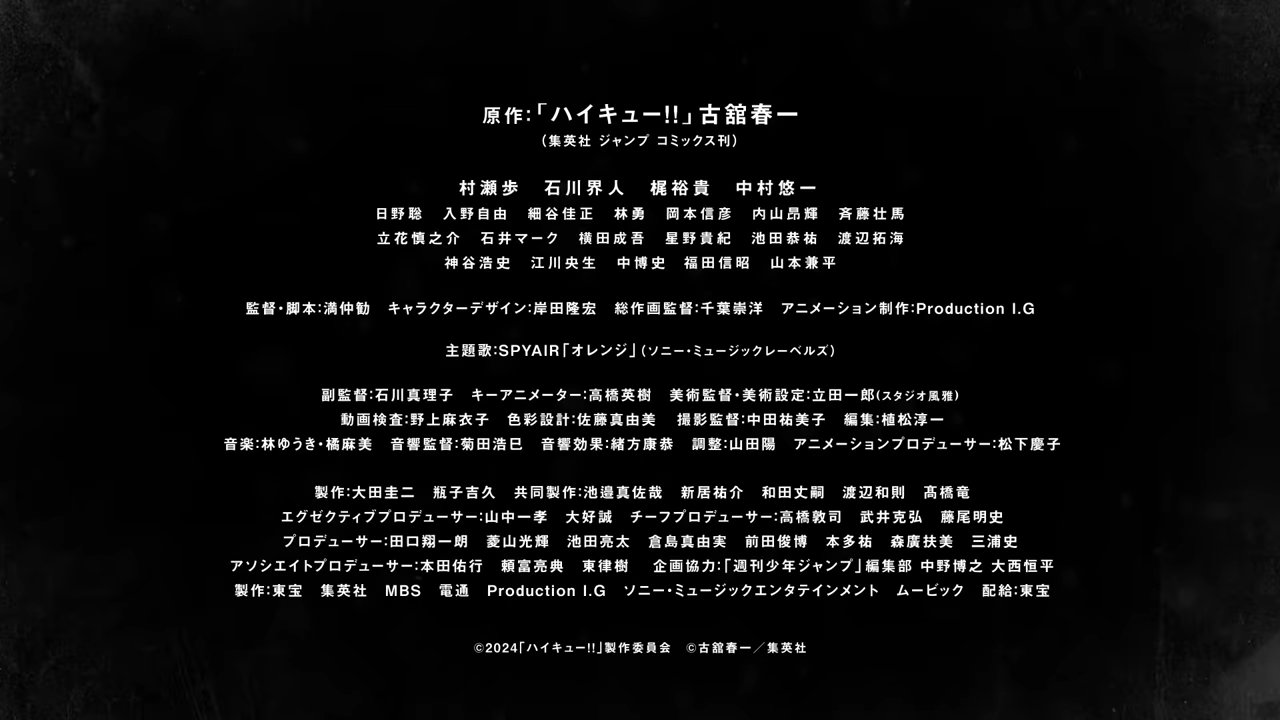 原作:「ハイキュー!!」古舘春一
(集英社 ジャンプ コミックス刊)
村瀬歩 石川界人 梶裕貴 中村悠一
日野聡 入野自由 細谷佳正 林勇 岡本信彦 内山昂輝 斉藤壮馬
立花慎之介 石井マーク 横田成吾 星野貴紀 池田恭祐 渡辺拓海
神谷浩史 江川央生 中博史 福田信昭 山本兼平
監督・脚本:満仲勧 キャラクターデザイン:岸田隆宏 総作画監督:千葉崇洋 アニメーション制作:Production I.G
主題歌:SPYAIR「オレンジ」(ソニー・ミュージックレーベルズ)
副監督:石川真理子 キーアニメーター:高橋英樹 美術監督・美術設定:立田一郎(スタジオ風雅)
動画検査:野上麻衣子 色彩設計:佐藤真由美 撮影監督:中田祐美子 編集:植松淳一
音楽:林ゆうき・橘麻美 音響監督:菊田浩巳 音響効果:緒方康恭 調整:山田陽 アニメーションプロデューサー:松下慶子
製作:大田圭二 瓶子吉久 共同製作:池邉真佐哉 新居祐介 和田丈嗣 渡辺和則 髙橋竜
エグゼクティブプロデューサー:山中一孝 大好誠 チーフプロデューサー:高橋敦司 武井克弘 藤尾明史
プロデューサー:田口翔一朗 菱山光輝 池田亮太 倉島真由実 前田俊博 本多祐 森廣扶美 三浦史
アソシエイトプロデューサー:本田佑行 頼富亮典 東律樹 企画協力:「週刊少年ジャンプ」編集部 中野博之 大西恒平
製作:東宝 集英社 MBS 電通 Production I.G ソニー・ミュージックエンタテインメント ムービック 配給:東宝
©2024「ハイキュー!!」製作委員会 ©古舘春一/集英社